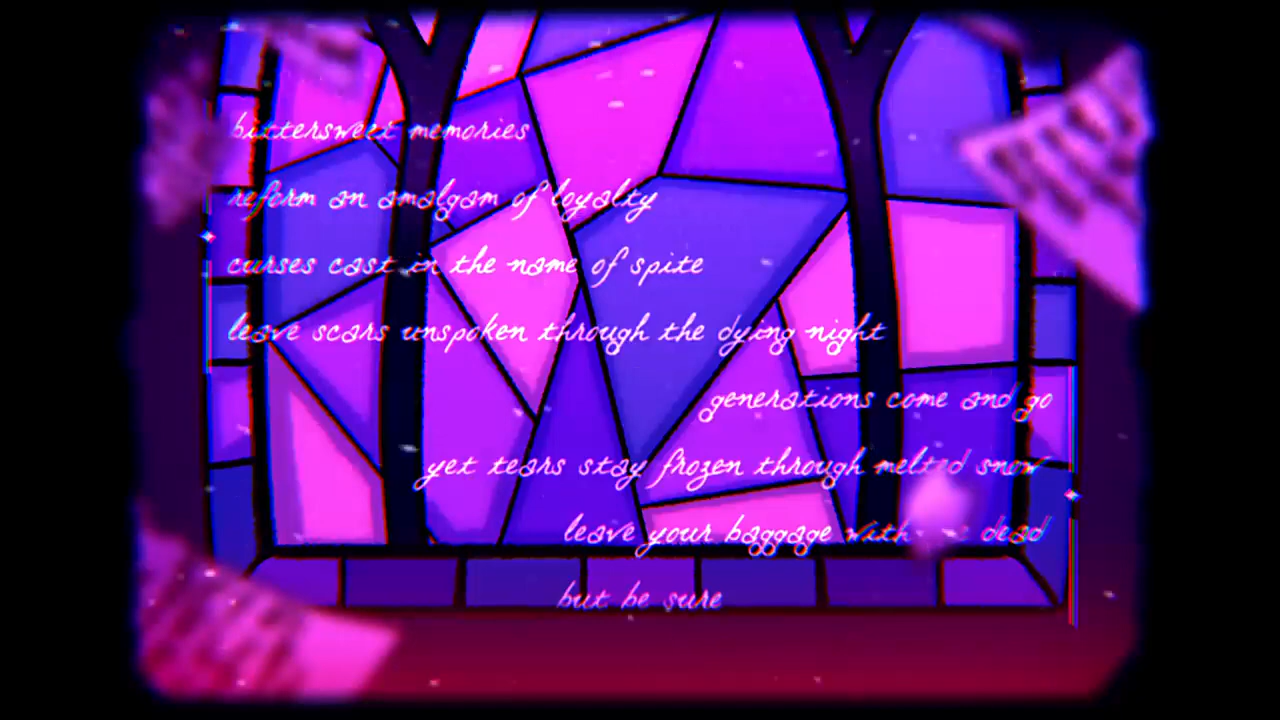 bittersweet memories
reform an amalgam of loyalty
curses cast in the name of spite
leave scars unspoken through the dying night
generations come and go
yet tears stay frozen through melted snow
leave your baggage with dead
but be sure